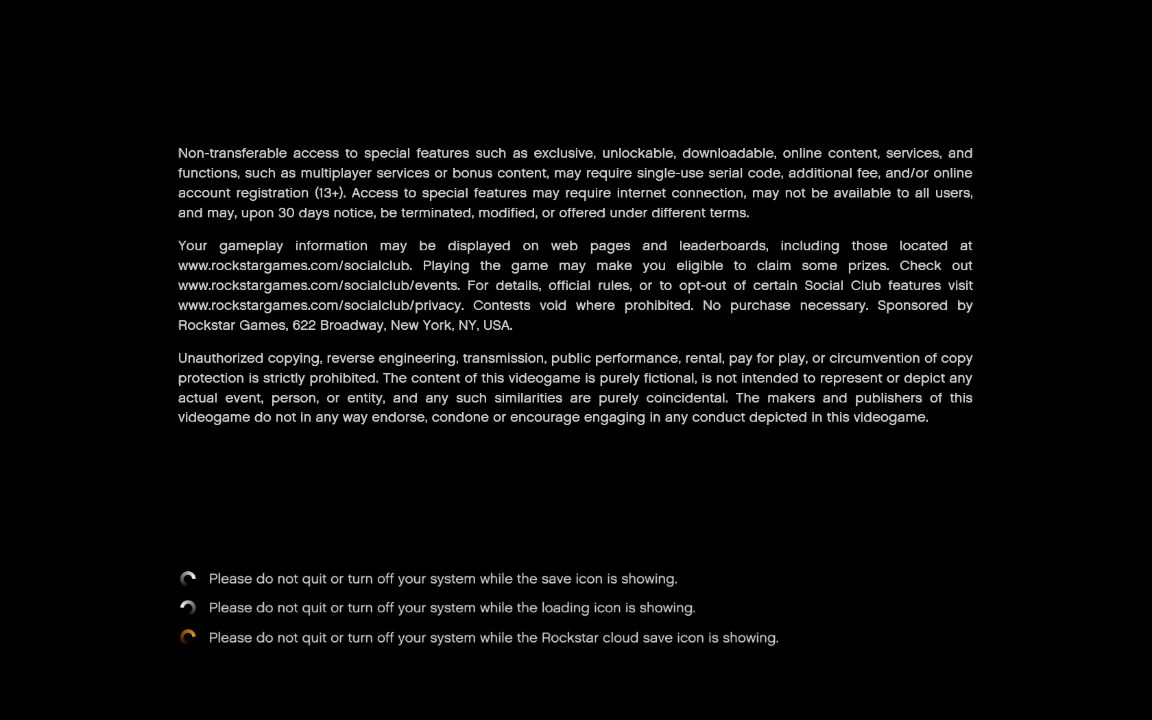 Non-transferable access to special features such as exclusive, unlockable, downloadable, online content, services, and
functions, such as multiplayer services or bonus content, may require single-use serial code, additional fee, and/or online
account registration (13+). Access to special features may require internet connection, may not be available to all users,
and may, upon 30 days notice, be terminated, modified, or offered under different terms.
Your gameplay information may be displayed on web pages and leaderboards, including those located at
www.rockstargames.com/socialclub. Playing the game may make you eligible to claim some prizes. Check out
www.rockstargames.com/socialclub/events. For details, official rules, or to opt-out of certain Social Club features visit
www.rockstargames.com/socialclub/privacy. Contests void where prohibited. No purchase necessary. Sponsored by
Rockstar Games, 622 Broadway, New York, NY, USA.
Unauthorized copying, reverse engineering, transmission, public performance, rental, pay for play, or circumvention of copy
protection is strictly prohibited. The content of this videogame is purely fictional, is not intended to represent or depict any
actual event, person, or entity, and any such similarities are purely coincidental. The makers and publishers of this
videogame do not in any way endorse, condone or encourage engaging in any conduct depicted in this videogame.
Please do not quit or turn off your system while the save icon is showing.
Please do not quit or turn off your system while the loading icon is showing.
Please do not quit or turn off your system while the Rockstar cloud save icon is showing.